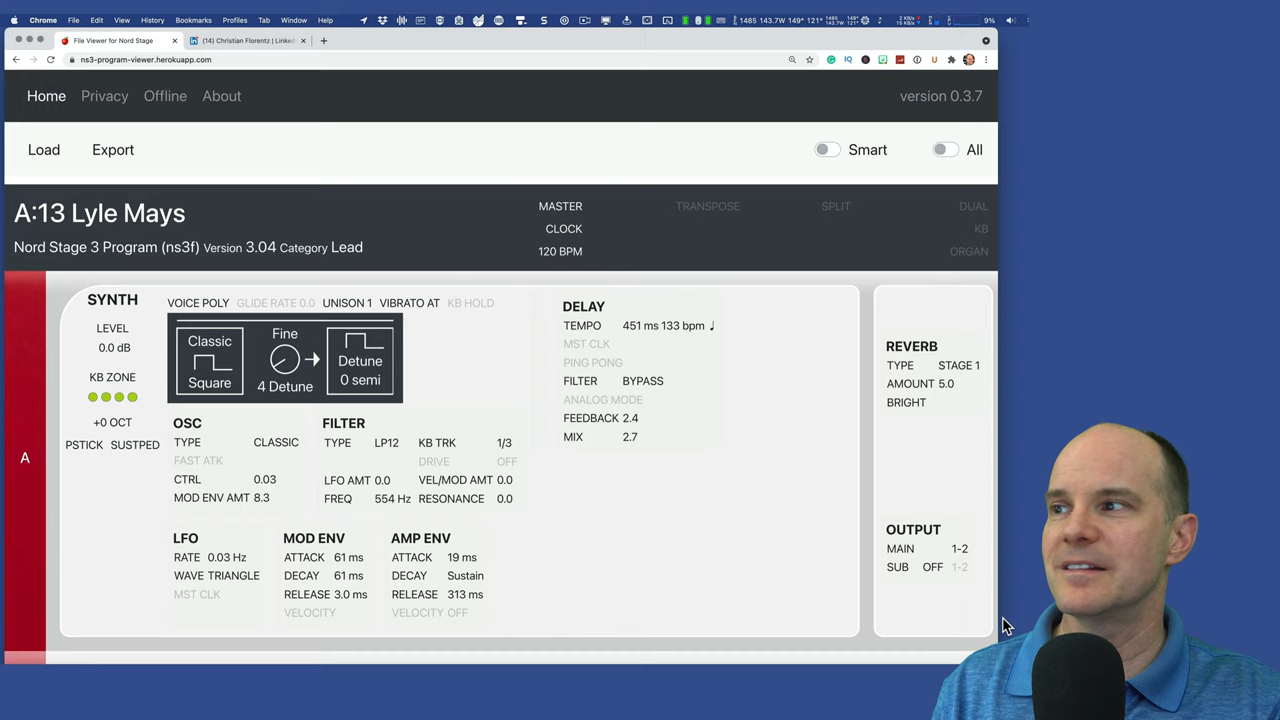 Chrome File Edit View History Bookmarks Profiles Tab Window Help 1485 143.7W 149° 121° 9%
File Viewer for Nord Stage × (14) Christian Florentz | Linked × +
ns3-program-viewer.herokuapp.com
Home Privacy Offline About version 0.3.7
Load Export Smart All
A:13 Lyle Mays
Nord Stage 3 Program (ns3f) Version 3.04 Category Lead
MASTER TRANSPOSE SPLIT DUAL
CLOCK KB
120 BPM ORGAN
A
SYNTH
LEVEL
0.0 dB
KB ZONE
+0 OCT
PSTICK SUSTPED
VOICE POLY GLIDE RATE 0.0 UNISON 1 VIBRATO AT KB HOLD
Classic
Square
Fine
4 Detune
Detune
0 semi
OSC
TYPE CLASSIC
FAST ATK
CTRL 0.03
MOD ENV AMT 8.3
FILTER
TYPE LP12 KB TRK 1/3
DRIVE OFF
LFO AMT 0.0 VEL/MOD AMT 0.0
FREQ 554 Hz RESONANCE 0.0
LFO
RATE 0.03 Hz
WAVE TRIANGLE
MST CLK
MOD ENV
ATTACK 61 ms
DECAY 61 ms
RELEASE 3.0 ms
VELOCITY
AMP ENV
ATTACK 19 ms
DECAY Sustain
RELEASE 313 ms
VELOCITY OFF
DELAY
TEMPO 451 ms 133 bpm ♩
MST CLK
PING PONG
FILTER BYPASS
ANALOG MODE
FEEDBACK 2.4
MIX 2.7
REVERB
TYPE STAGE 1
AMOUNT 5.0
BRIGHT
OUTPUT
MAIN 1-2
SUB OFF 1-2